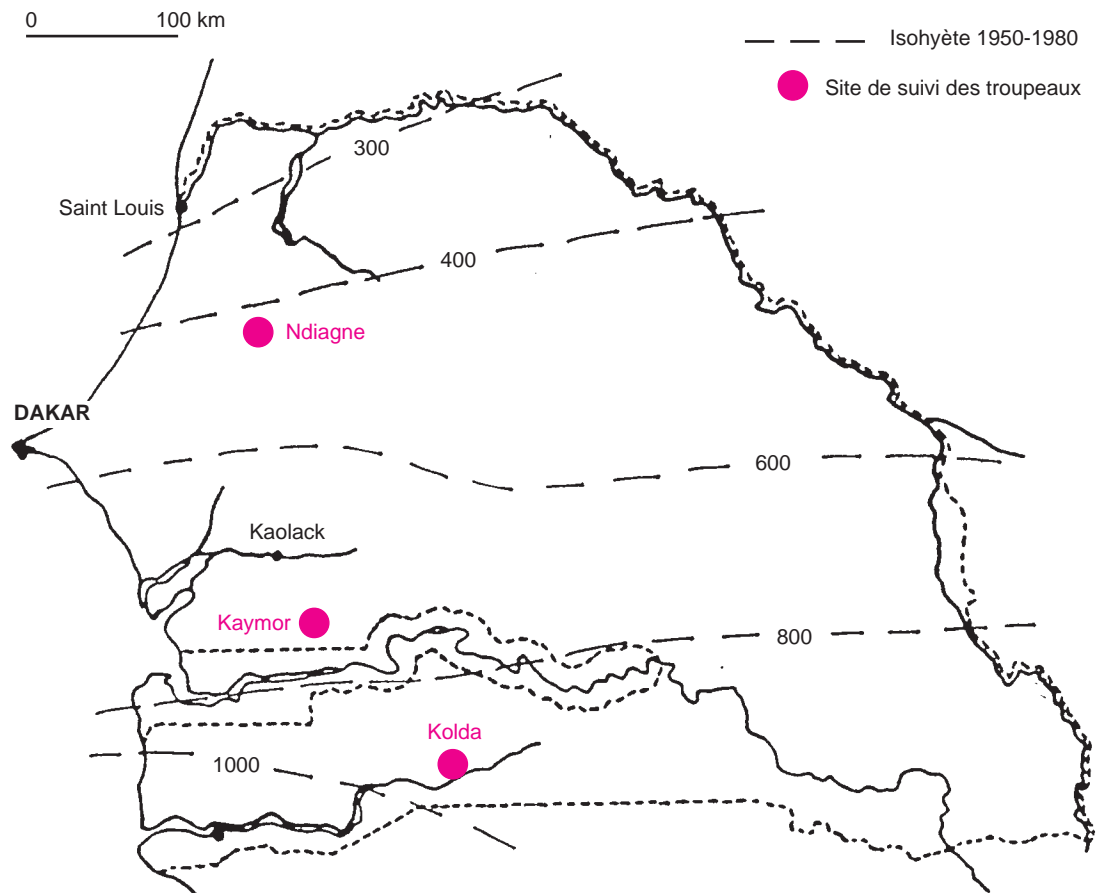 0 100 km
Isohyète 1950-1980
Site de suivi des troupeaux
300
Saint Louis
400
Ndiagne
DAKAR
600
Kaolack
Kaymor
800
Kolda
1000